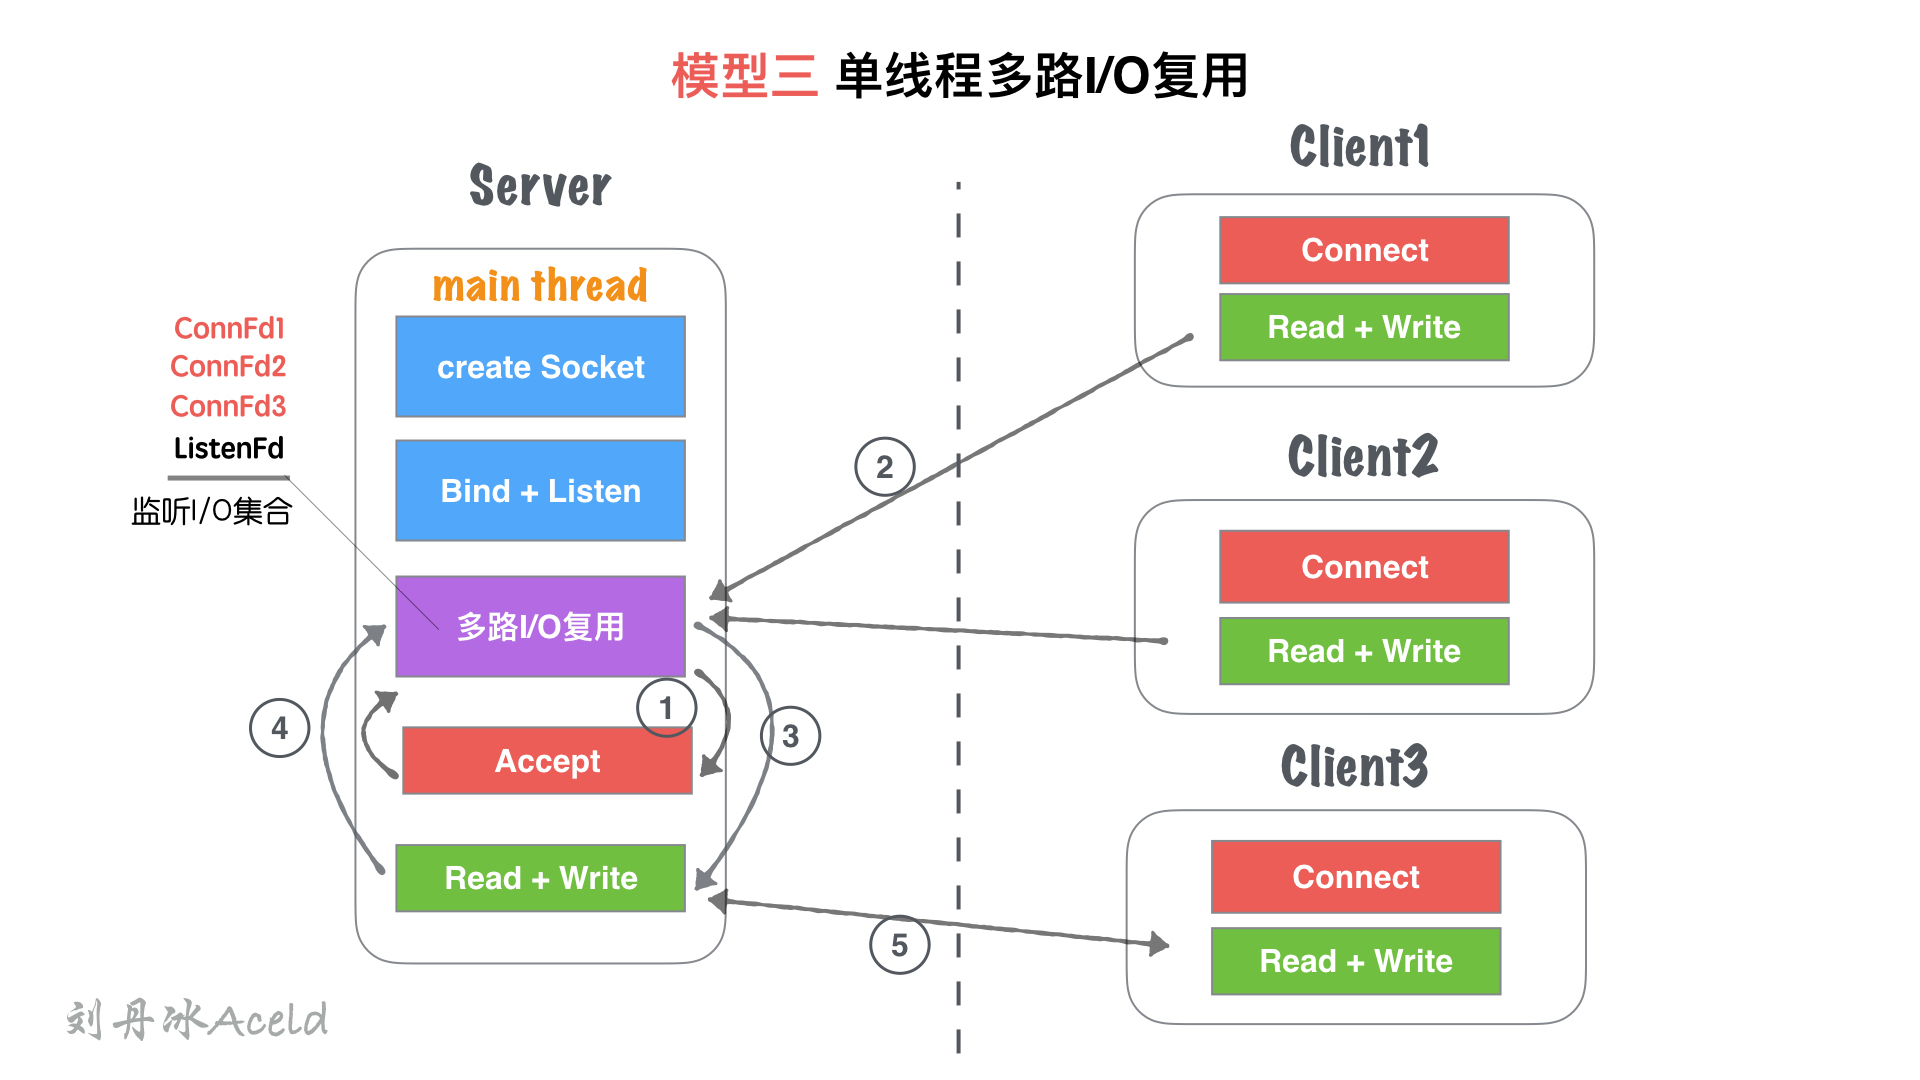 模型三 单线程多路I/O复用
Server
main thread
create Socket
Bind + Listen
多路I/O复用
Accept
Read + Write
ConnFd1
ConnFd2
ConnFd3
ListenFd
监听I/O集合
1
2
3
4
5
Client1
Connect
Read + Write
Client2
Connect
Read + Write
Client3
Connect
Read + Write
刘丹冰Aceld